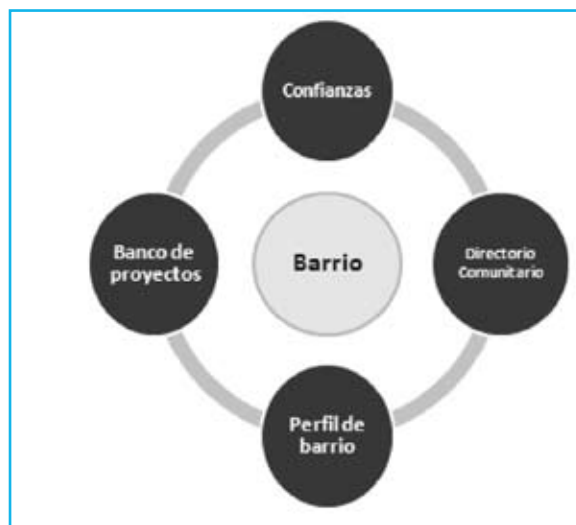 Confianzas
Banco de
proyectos
Barrio
Directorio
Comunitario
Perfil de
barrio